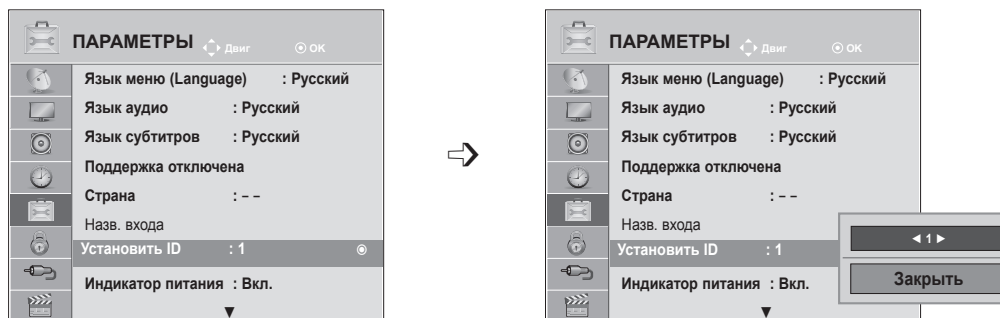 ПАРАМЕТРЫ Двиг ОК
Язык меню (Language) : Русский
Язык аудио : Русский
Язык субтитров : Русский
Поддержка отключена
Страна : – –
Назв. входа
Установить ID : 1
Индикатор питания : Вкл.
ПАРАМЕТРЫ Двиг ОК
Язык меню (Language) : Русский
Язык аудио : Русский
Язык субтитров : Русский
Поддержка отключена
Страна : – –
Назв. входа
Установить ID : 1
Индикатор питания : Вкл.
◄ 1 ►
Закрыть